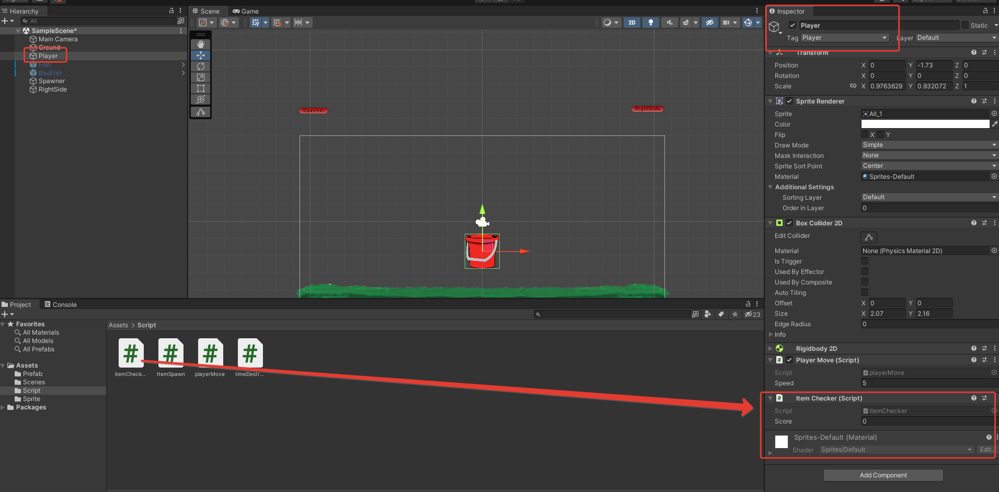 Hierarchy
Scene
Game
Inspector
All
2D
Player
Static
Tag Player Layer Default
SampleScene*
Main Camera
Ground
Player
Fish
BadFish
Spawner
RightSide
Spawner
RightSide
Transform
Position X 0 Y -1.73 Z 0
Rotation X 0 Y 0 Z 0
Scale X 0.9763629 Y 0.932072 Z 1
Sprite Renderer
Sprite All_1
Color
Flip X Y
Draw Mode Simple
Mask Interaction None
Sprite Sort Point Center
Material Sprites-Default
Additional Settings
Sorting Layer Default
Order in Layer 0
Box Collider 2D
Edit Collider
Material None (Physics Material 2D)
Is Trigger
Used By Effector
Used By Composite
Auto Tiling
Offset X 0 Y 0
Size X 2.07 Y 2.16
Edge Radius 0
Info
Rigidbody 2D
Player Move (Script)
Script playerMove
Speed 5
Item Checker (Script)
Script itemChecker
Score 0
Sprites-Default (Material)
Shader Sprites/Default Edit..
Add Component
Project
Console
23
Favorites
All Materials
All Models
All Prefabs
Assets
Prefab
Scenes
Script
Sprite
Packages
Assets > Script
itemCheck...
ItemSpawn
playerMove
timeDestr...